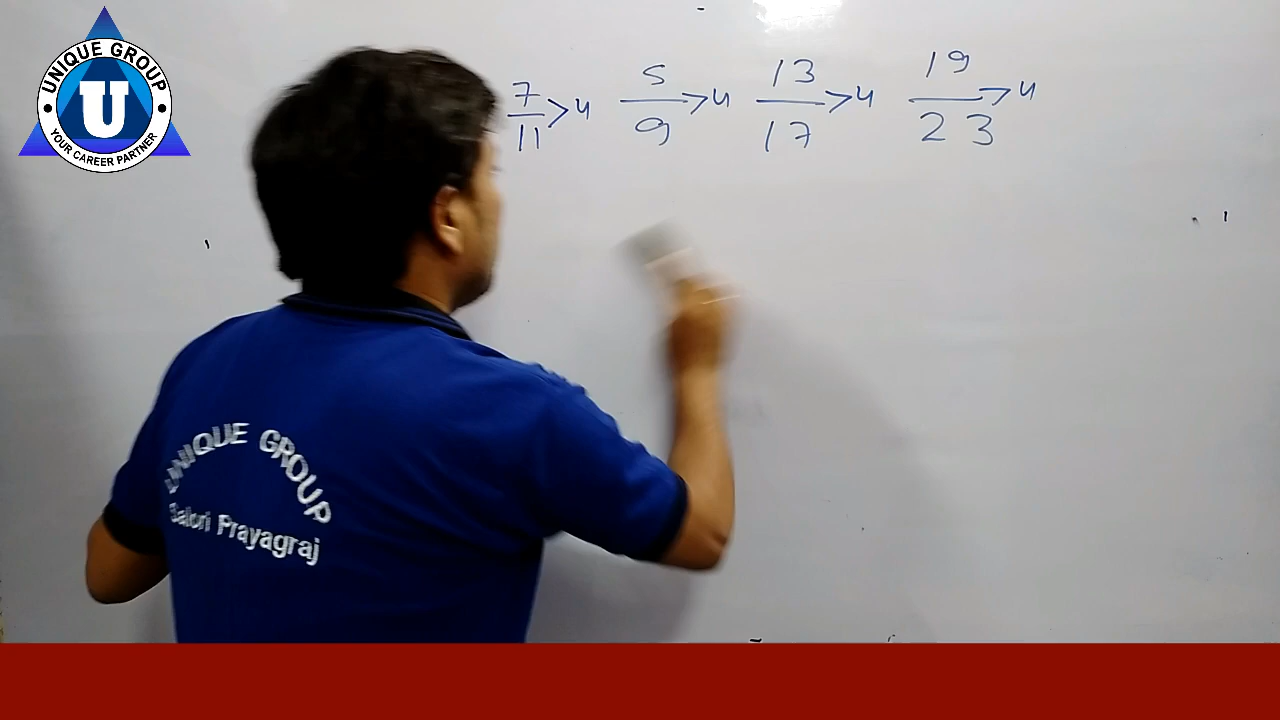 UNIQUE GROUP
U
YOUR CAREER PARTNER
7/11 > 4 5/9 > 4 13/17 > 4 19/23 > 4
UNIQUE GROUP
Salori Prayagraj